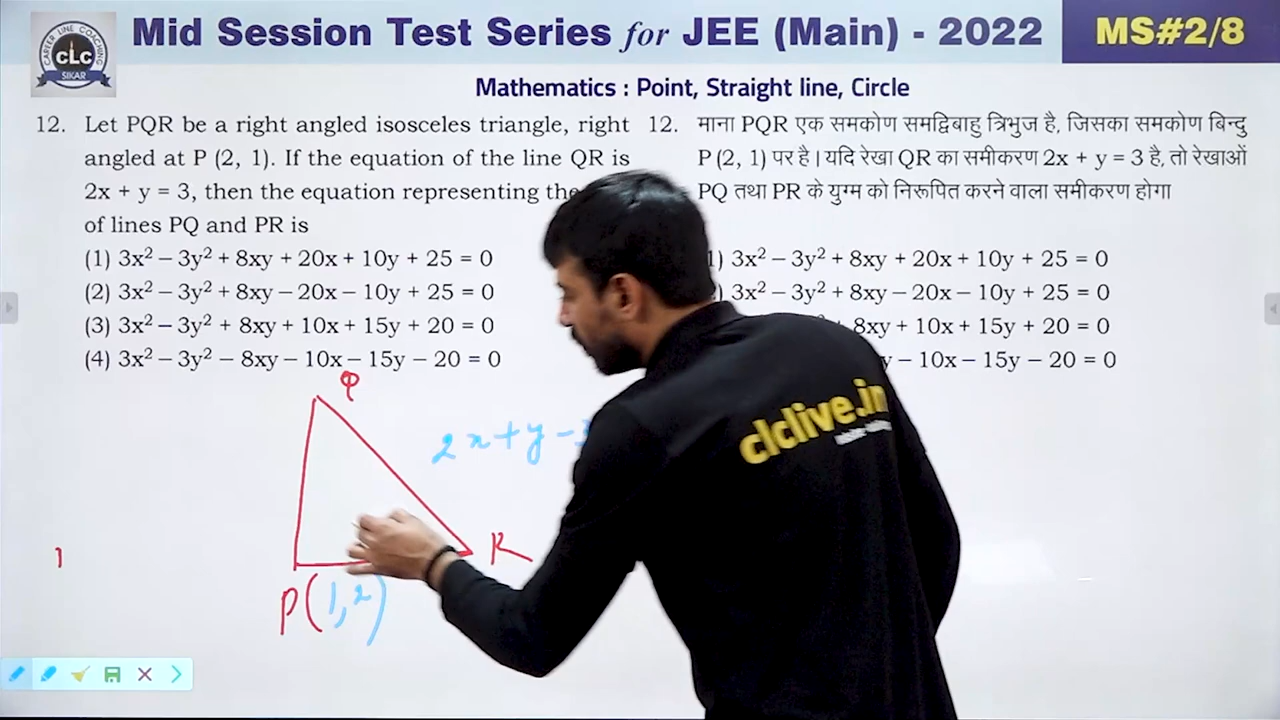 Mid Session Test Series for JEE (Main) - 2022
MS#2/8
CAREER LINE COACHING
CLC
SIKAR
Mathematics : Point, Straight line, Circle
12. Let PQR be a right angled isosceles triangle, right
angled at P (2, 1). If the equation of the line QR is
2x + y = 3, then the equation representing the
of lines PQ and PR is
(1) 3x² – 3y² + 8xy + 20x + 10y + 25 = 0
(2) 3x² – 3y² + 8xy – 20x – 10y + 25 = 0
(3) 3x² – 3y² + 8xy + 10x + 15y + 20 = 0
(4) 3x² – 3y² – 8xy – 10x – 15y – 20 = 0
12. माना PQR एक समकोण समद्विबाहु त्रिभुज है, जिसका समकोण बिन्दु
P (2, 1) पर है। यदि रेखा QR का समीकरण 2x + y = 3 है, तो रेखाओं
PQ तथा PR के युग्म को निरूपित करने वाला समीकरण होगा
1) 3x² – 3y² + 8xy + 20x + 10y + 25 = 0
) 3x² – 3y² + 8xy – 20x – 10y + 25 = 0
8xy + 10x + 15y + 20 = 0
y – 10x – 15y – 20 = 0
Q
2x+y-3
R
P(1,2)
clclive.in